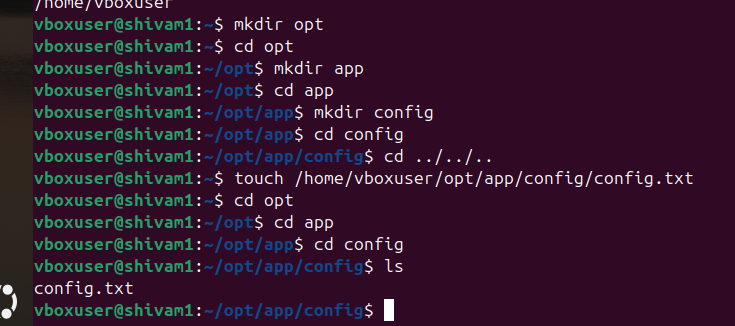 /home/vboxuser
vboxuser@shivam1:~$ mkdir opt
vboxuser@shivam1:~$ cd opt
vboxuser@shivam1:~/opt$ mkdir app
vboxuser@shivam1:~/opt$ cd app
vboxuser@shivam1:~/opt/app$ mkdir config
vboxuser@shivam1:~/opt/app$ cd config
vboxuser@shivam1:~/opt/app/config$ cd ../../..
vboxuser@shivam1:~$ touch /home/vboxuser/opt/app/config/config.txt
vboxuser@shivam1:~$ cd opt
vboxuser@shivam1:~/opt$ cd app
vboxuser@shivam1:~/opt/app$ cd config
vboxuser@shivam1:~/opt/app/config$ ls
config.txt
vboxuser@shivam1:~/opt/app/config$